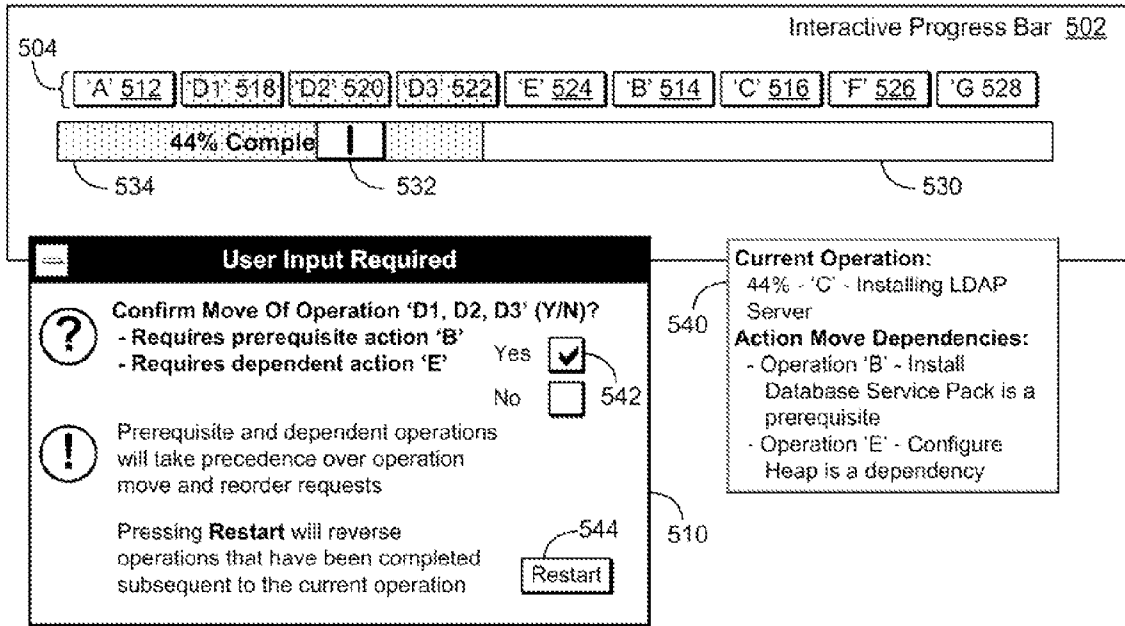 Interactive Progress Bar 502
504
'A' 512 'D1' 518 'D2' 520 'D3' 522 'E' 524 'B' 514 'C' 516 'F' 526 'G 528
44% Comple
534 532 530
User Input Required
? Confirm Move Of Operation 'D1, D2, D3' (Y/N)?
- Requires prerequisite action 'B'
- Requires dependent action 'E'
Yes
No
542
! Prerequisite and dependent operations
will take precedence over operation
move and reorder requests
Pressing Restart will reverse
operations that have been completed
subsequent to the current operation
544
Restart
510
540
Current Operation:
44% - 'C' - Installing LDAP
Server
Action Move Dependencies:
- Operation 'B' - Install
Database Service Pack is a
prerequisite
- Operation 'E' - Configure
Heap is a dependency